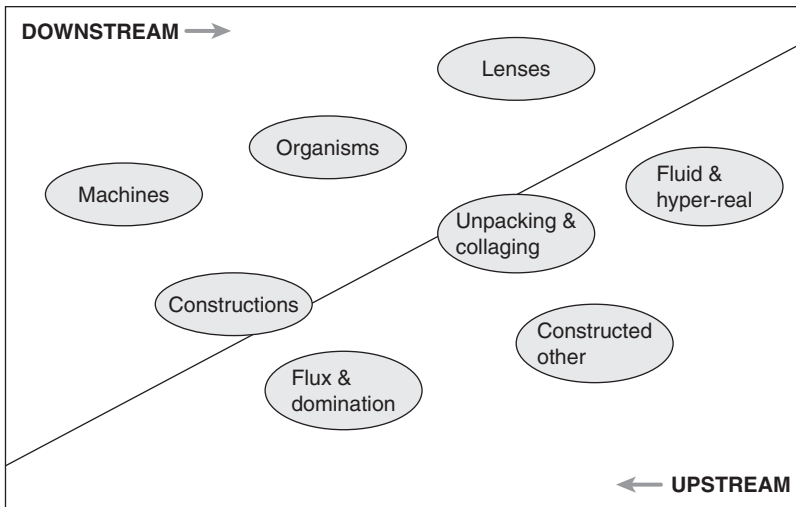 DOWNSTREAM
Lenses
Organisms
Machines
Fluid &
hyper-real
Unpacking &
collaging
Constructions
Constructed
other
Flux &
domination
UPSTREAM